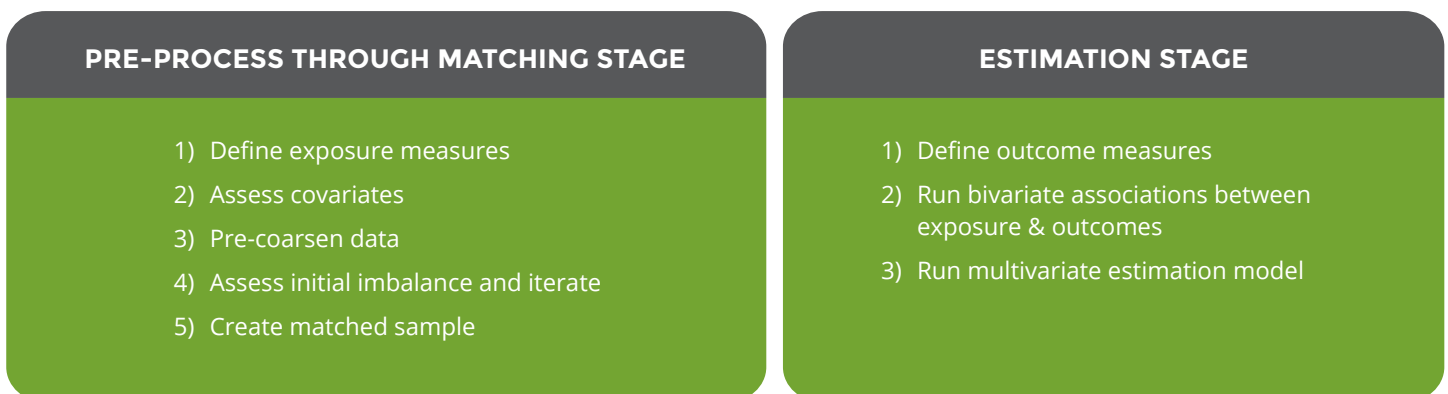 PRE-PROCESS THROUGH MATCHING STAGE
1) Define exposure measures
2) Assess covariates
3) Pre-coarsen data
4) Assess initial imbalance and iterate
5) Create matched sample
ESTIMATION STAGE
1) Define outcome measures
2) Run bivariate associations between
exposure & outcomes
3) Run multivariate estimation model